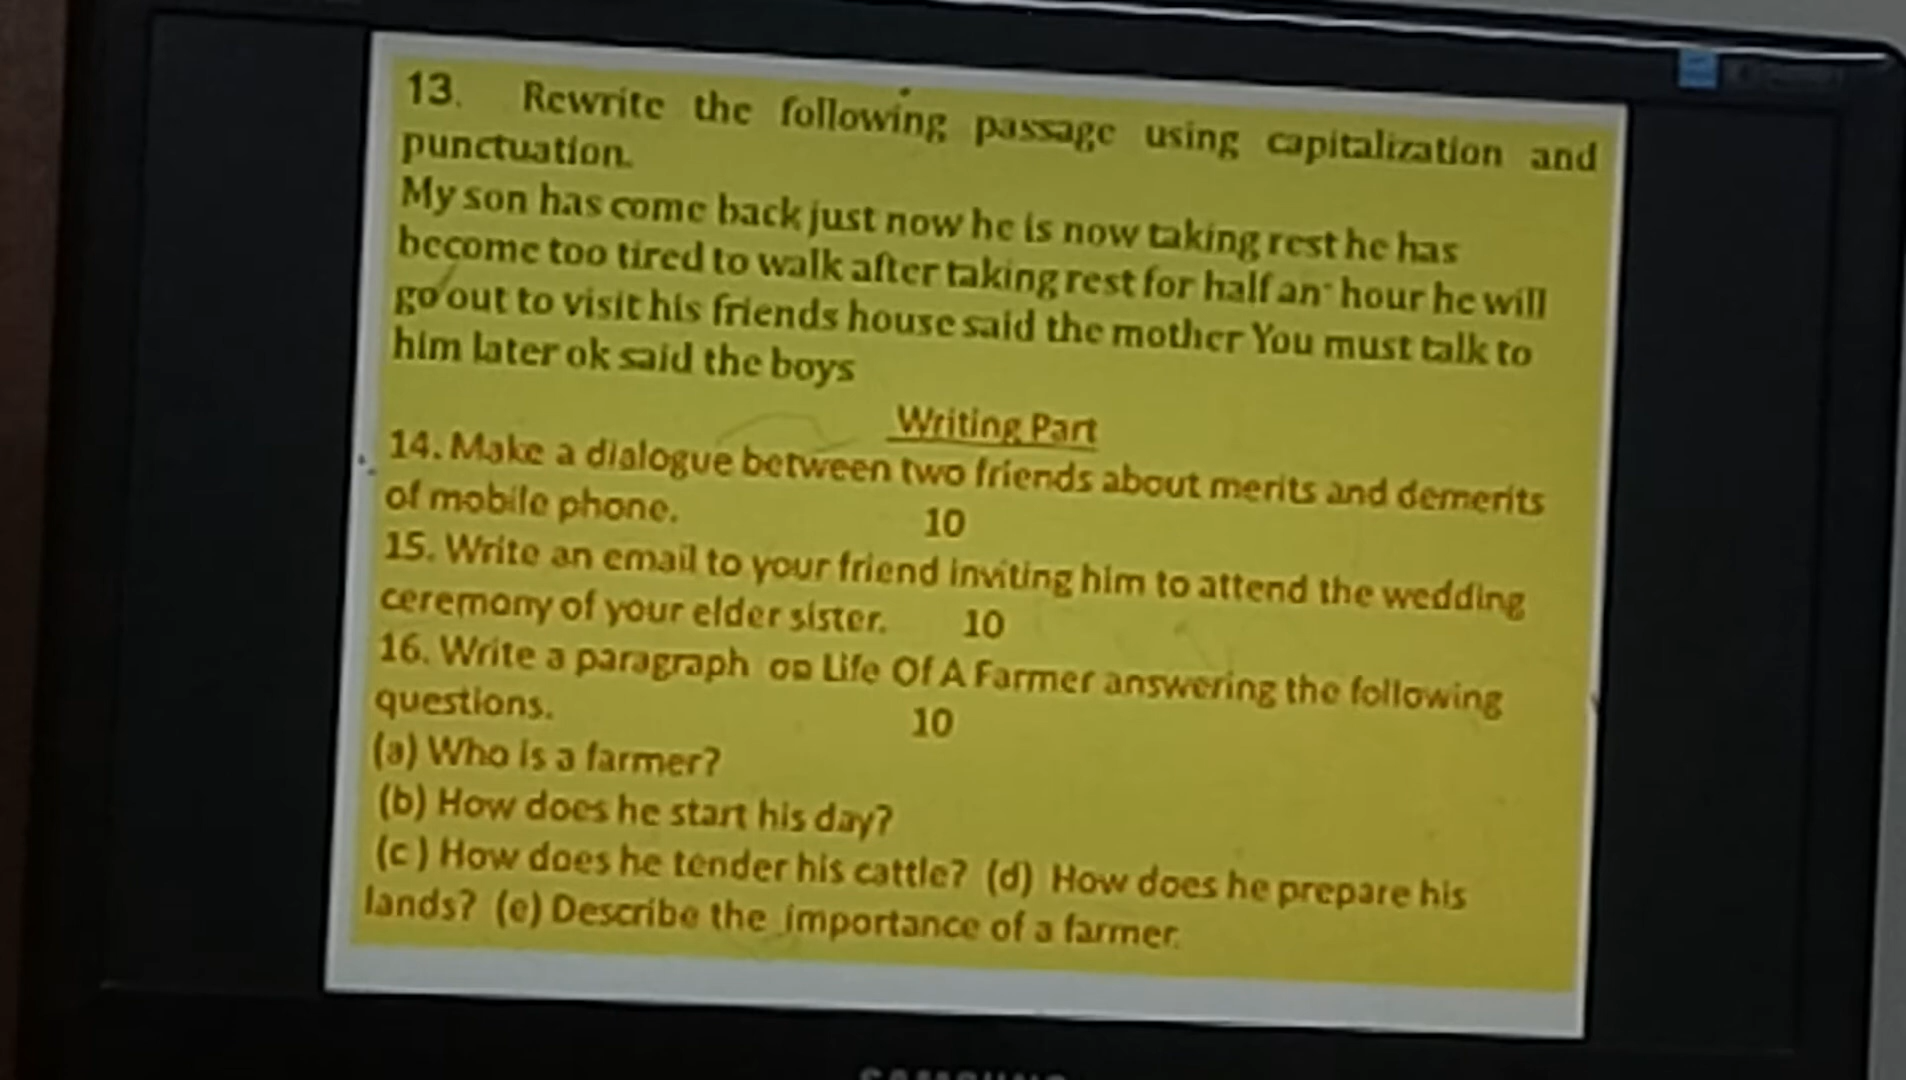 13. Rewrite the following passage using capitalization and
punctuation.
My son has come back just now he is now taking rest he has
become too tired to walk after taking rest for half an hour he will
go out to visit his friends house said the mother You must talk to
him later ok said the boys
Writing Part
14. Make a dialogue between two friends about merits and demerits
of mobile phone. 10
15. Write an email to your friend inviting him to attend the wedding
ceremony of your elder sister. 10
16. Write a paragraph on Life Of A Farmer answering the following
questions. 10
(a) Who is a farmer?
(b) How does he start his day?
(c) How does he tender his cattle? (d) How does he prepare his
lands? (e) Describe the importance of a farmer.
SAMSUNG